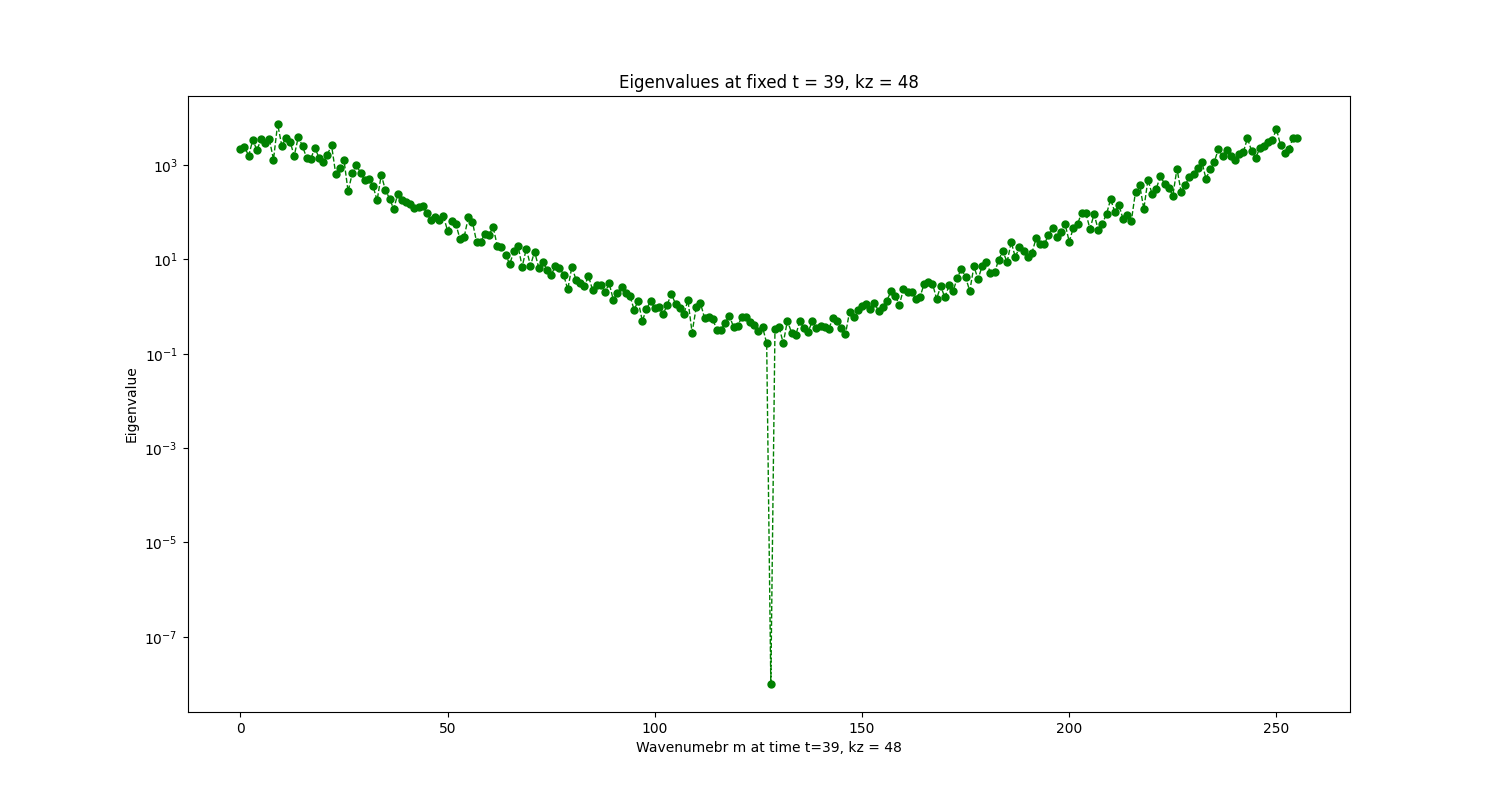 Eigenvalues at fixed t = 39, kz = 48
Eigenvalue
10³
10¹
10⁻¹
10⁻³
10⁻⁵
10⁻⁷
0 50 100 150 200 250
Wavenumebr m at time t=39, kz = 48